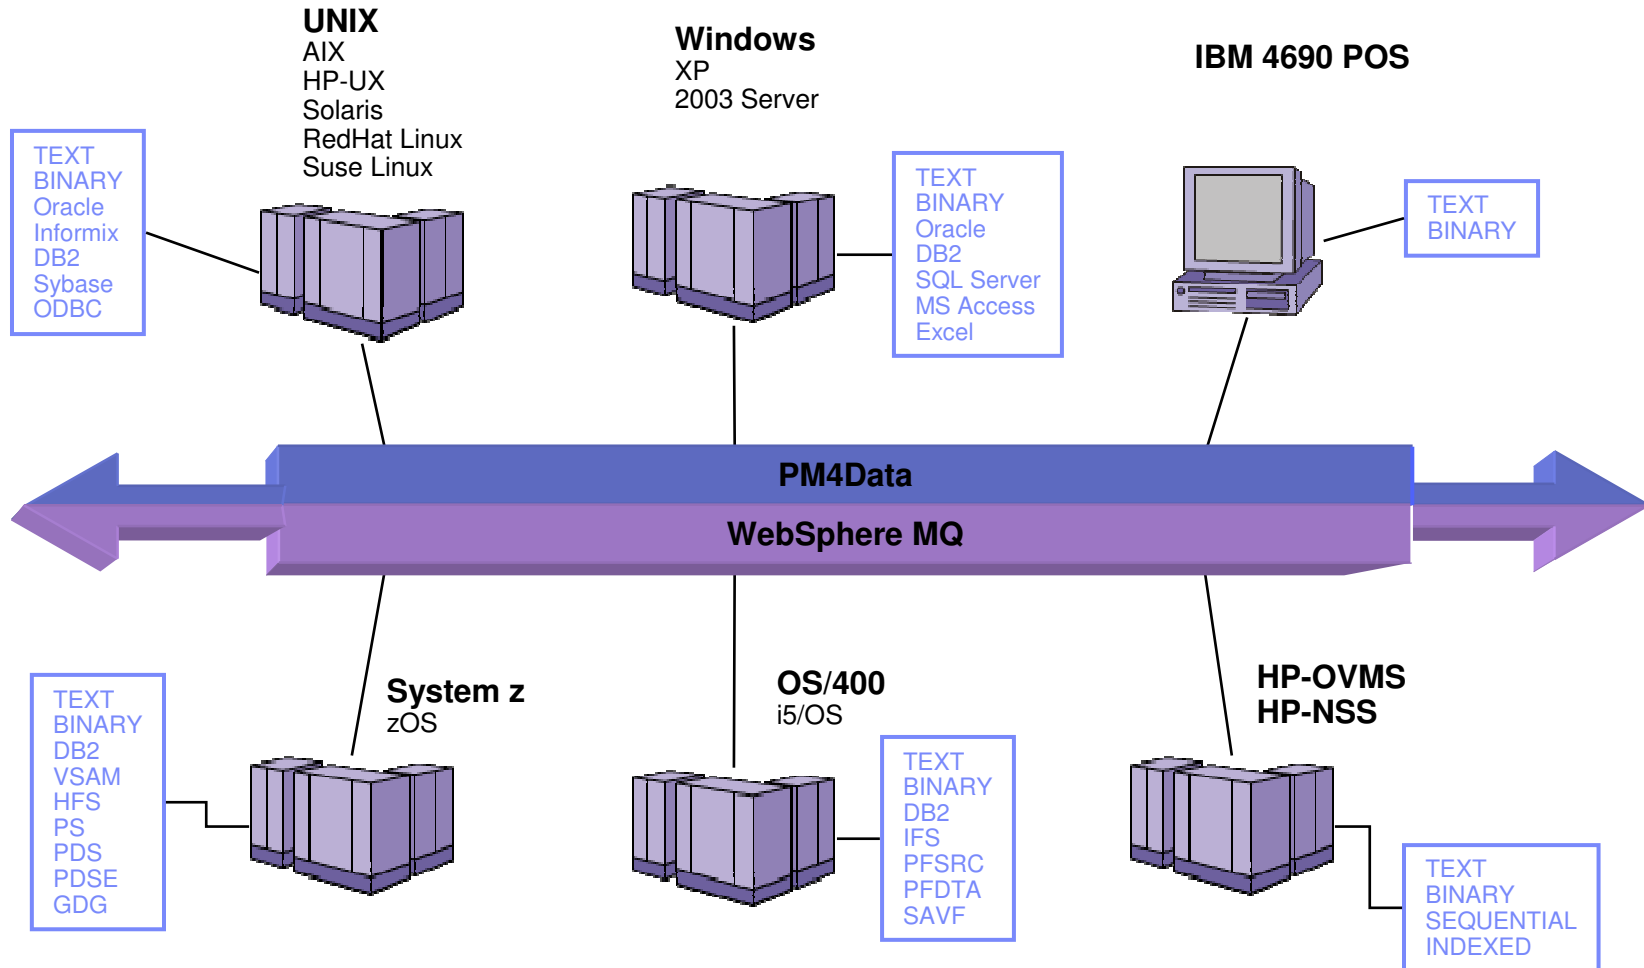 UNIX
AIX
HP-UX
Solaris
RedHat Linux
Suse Linux
TEXT
BINARY
Oracle
Informix
DB2
Sybase
ODBC
Windows
XP
2003 Server
TEXT
BINARY
Oracle
DB2
SQL Server
MS Access
Excel
IBM 4690 POS
TEXT
BINARY
PM4Data
WebSphere MQ
System z
zOS
TEXT
BINARY
DB2
VSAM
HFS
PS
PDS
PDSE
GDG
OS/400
i5/OS
TEXT
BINARY
DB2
IFS
PFSRC
PFDTA
SAVF
HP-OVMS
HP-NSS
TEXT
BINARY
SEQUENTIAL
INDEXED